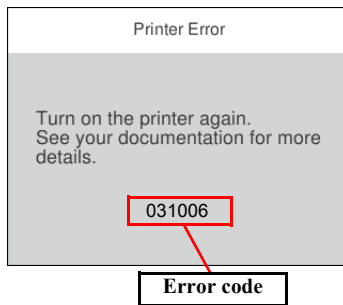 Printer Error
Turn on the printer again.
See your documentation for more
details.
031006
Error code